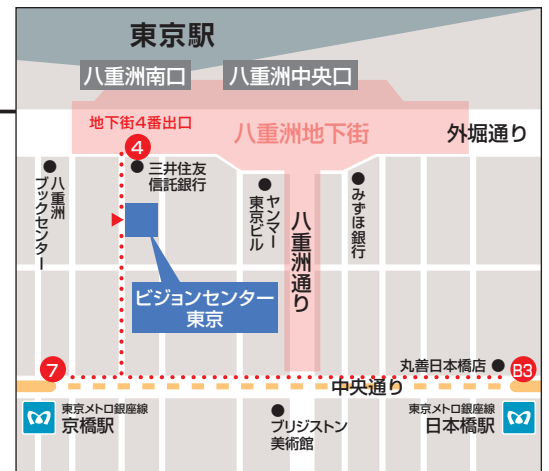 東京駅
八重洲南口
八重洲中央口
地下街4番出口
4
八重洲地下街
外堀通り
三井住友
信託銀行
八重洲
ブックセンター
ヤンマー
東京ビル
八重洲通り
みずほ銀行
ビジョンセンター
東京
丸善日本橋店
7
B3
中央通り
東京メトロ銀座線
京橋駅
ブリジストン
美術館
東京メトロ銀座線
日本橋駅